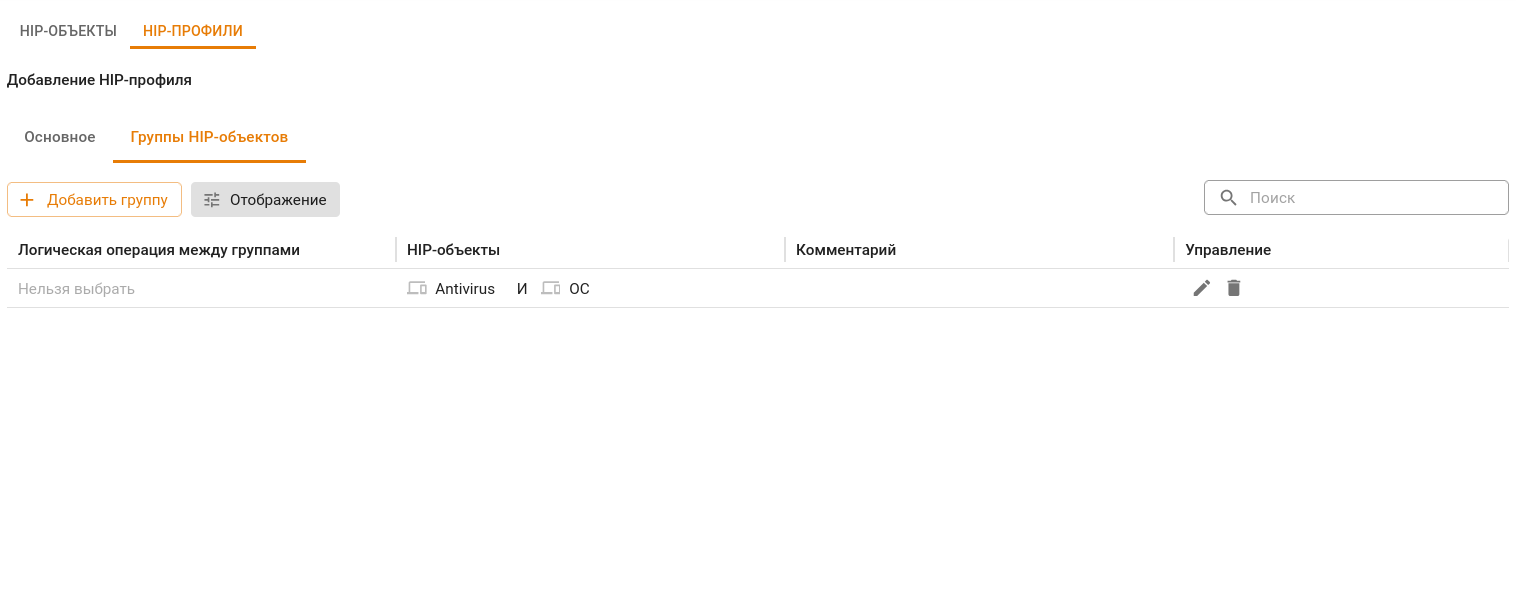 HIP-ОБЪЕКТЫ HIP-ПРОФИЛИ
Добавление HIP-профиля
Основное Группы HIP-объектов
Добавить группу Отображение Поиск
Логическая операция между группами HIP-объекты Комментарий Управление
Нельзя выбрать Antivirus И ОС